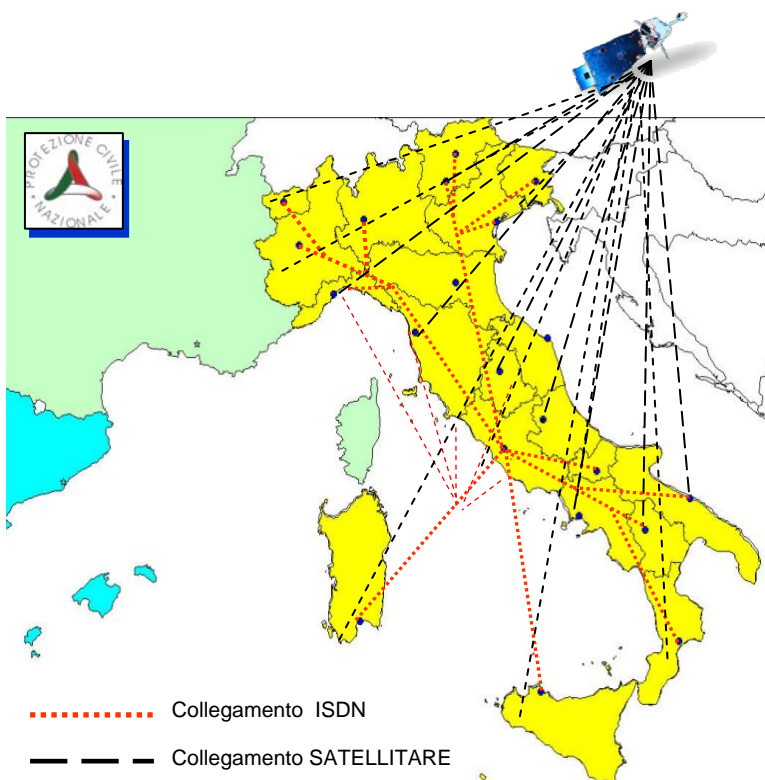 PROTEZIONE CIVILE
NAZIONALE
Collegamento ISDN
Collegamento SATELLITARE